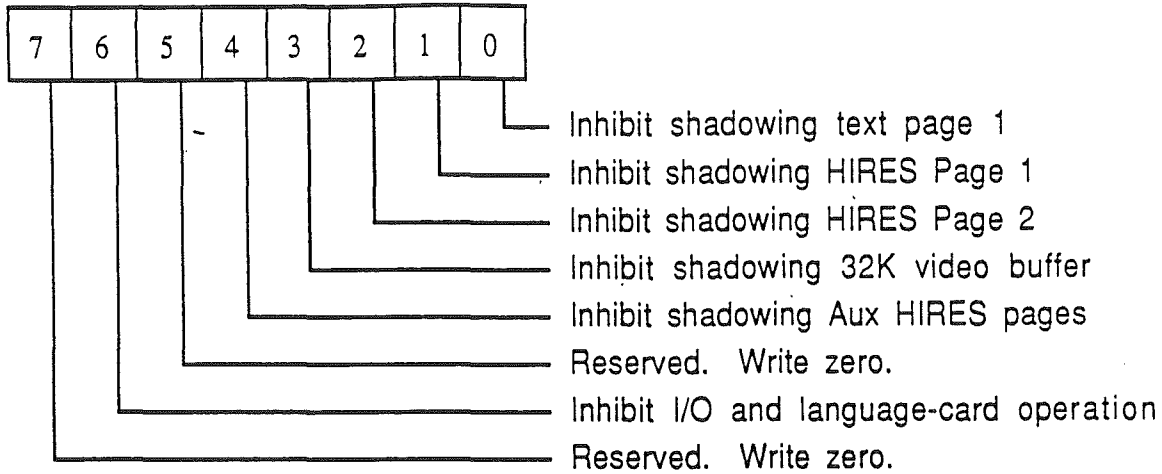 7 6 5 4 3 2 1 0
Inhibit shadowing text page 1
Inhibit shadowing HIRES Page 1
Inhibit shadowing HIRES Page 2
Inhibit shadowing 32K video buffer
Inhibit shadowing Aux HIRES pages
Reserved. Write zero.
Inhibit I/O and language-card operation
Reserved. Write zero.